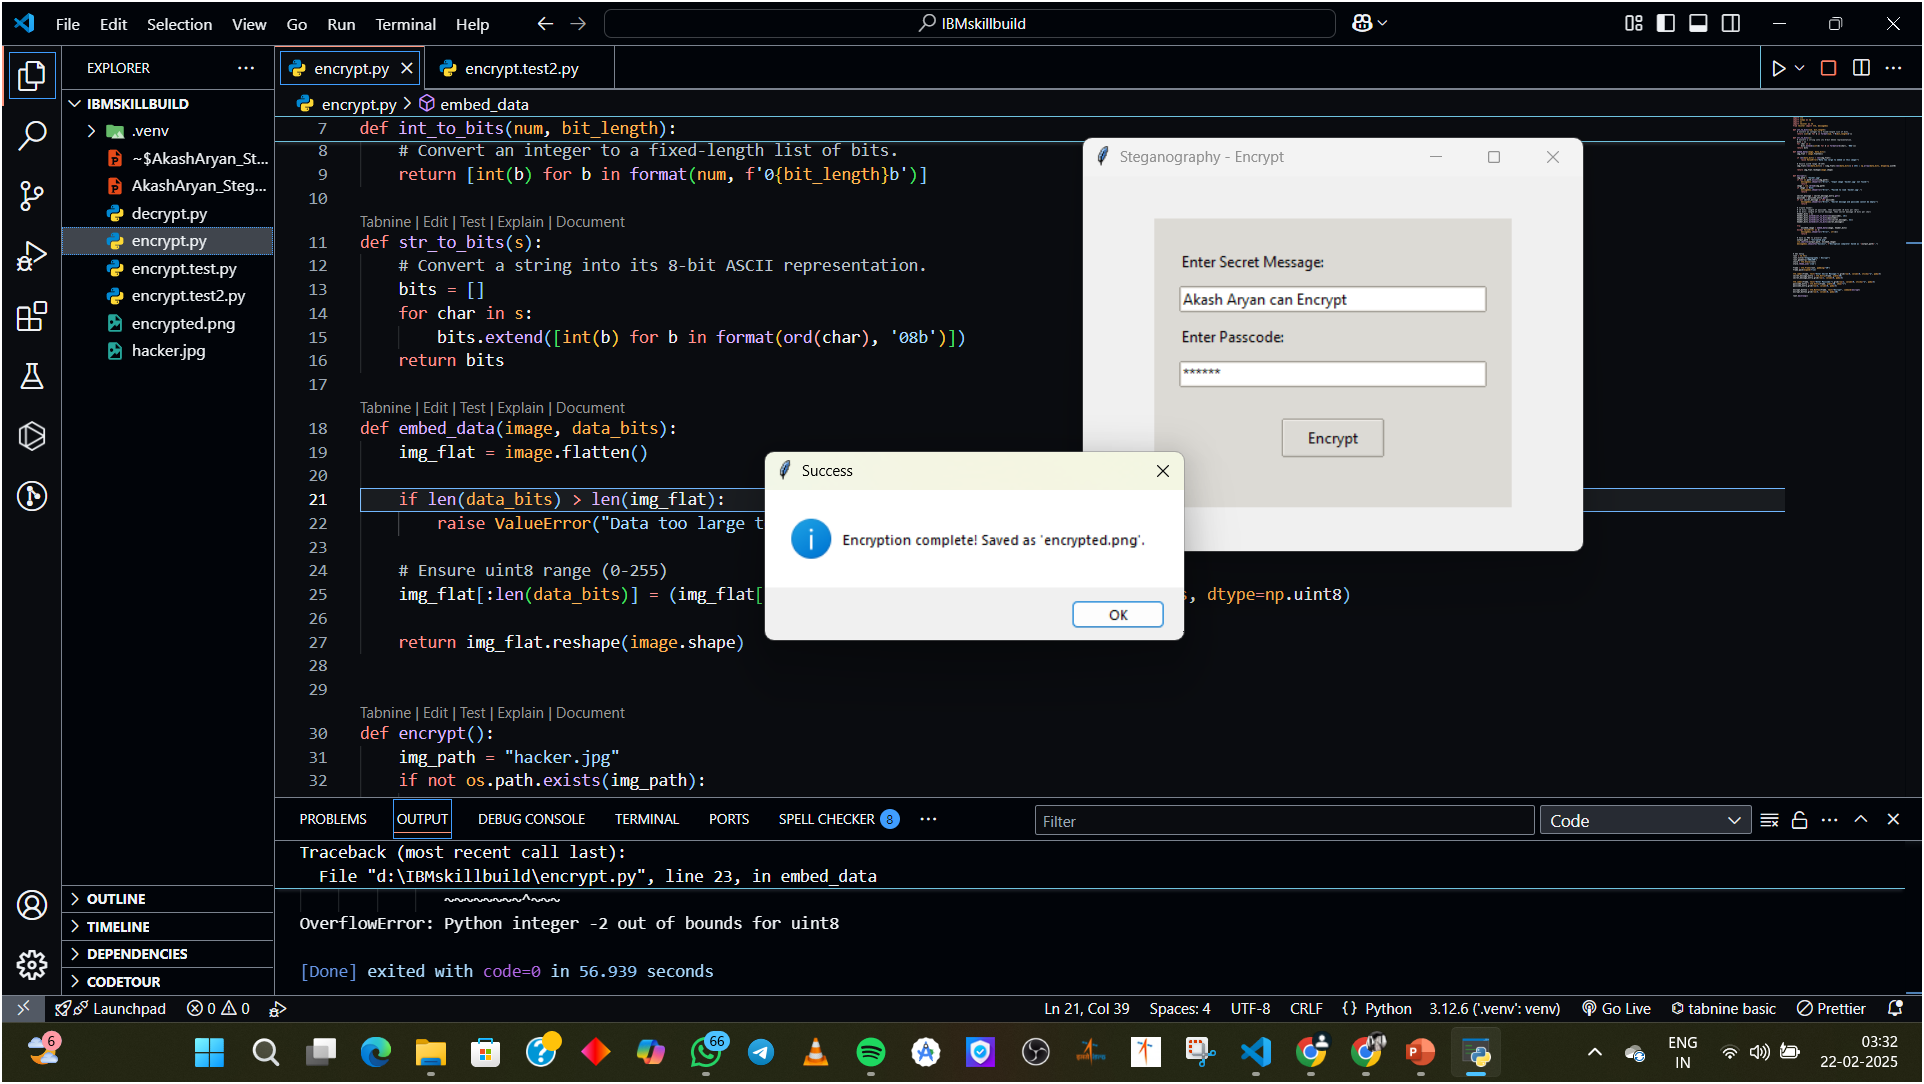 File Edit Selection View Go Run Terminal Help
IBMskillbuild
EXPLORER
encrypt.py
encrypt.test2.py
IBMSKILLBUILD
.venv
~$AkashAryan_St...
AkashAryan_Steg...
decrypt.py
encrypt.py
encrypt.test.py
encrypt.test2.py
encrypted.png
hacker.jpg
encrypt.py > embed_data
7 def int_to_bits(num, bit_length):
8 # Convert an integer to a fixed-length list of bits.
9 return [int(b) for b in format(num, f'0{bit_length}b')]
10
Tabnine | Edit | Test | Explain | Document
11 def str_to_bits(s):
12 # Convert a string into its 8-bit ASCII representation.
13 bits = []
14 for char in s:
15 bits.extend([int(b) for b in format(ord(char), '08b')])
16 return bits
17
Tabnine | Edit | Test | Explain | Document
18 def embed_data(image, data_bits):
19 img_flat = image.flatten()
20
21 if len(data_bits) > len(img_flat):
22 raise ValueError("Data too large t
23
24 # Ensure uint8 range (0-255)
25 img_flat[:len(data_bits)] = (img_flat[ , dtype=np.uint8)
26
27 return img_flat.reshape(image.shape)
28
29
Tabnine | Edit | Test | Explain | Document
30 def encrypt():
31 img_path = "hacker.jpg"
32 if not os.path.exists(img_path):
Steganography - Encrypt
Enter Secret Message:
Akash Aryan can Encrypt
Enter Passcode:
******
Encrypt
Success
Encryption complete! Saved as 'encrypted.png'.
OK
PROBLEMS OUTPUT DEBUG CONSOLE TERMINAL PORTS SPELL CHECKER 8
Filter
Code
Traceback (most recent call last):
File "d:\IBMskillbuild\encrypt.py", line 23, in embed_data
~~~~~~~~^~~~
OverflowError: Python integer -2 out of bounds for uint8
[Done] exited with code=0 in 56.939 seconds
OUTLINE
TIMELINE
DEPENDENCIES
CODETOUR
Launchpad 0 0
Ln 21, Col 39 Spaces: 4 UTF-8 CRLF {} Python 3.12.6 ('.venv': venv) Go Live tabnine basic Prettier
6
66
ENG
IN
03:32
22-02-2025